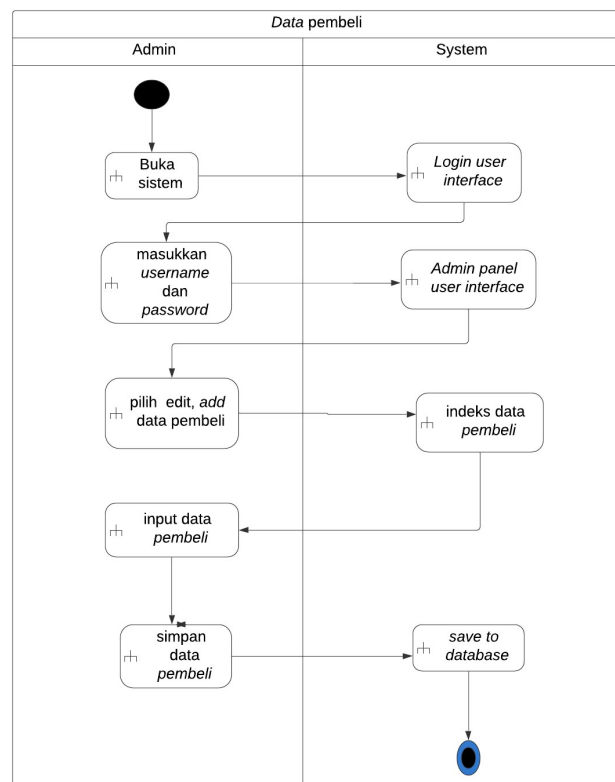 Data pembeli
Admin
System
Buka
sistem
Login user
interface
masukkan
username
dan
password
Admin panel
user interface
pilih edit, add
data pembeli
indeks data
pembeli
input data
pembeli
simpan
data
pembeli
save to
database